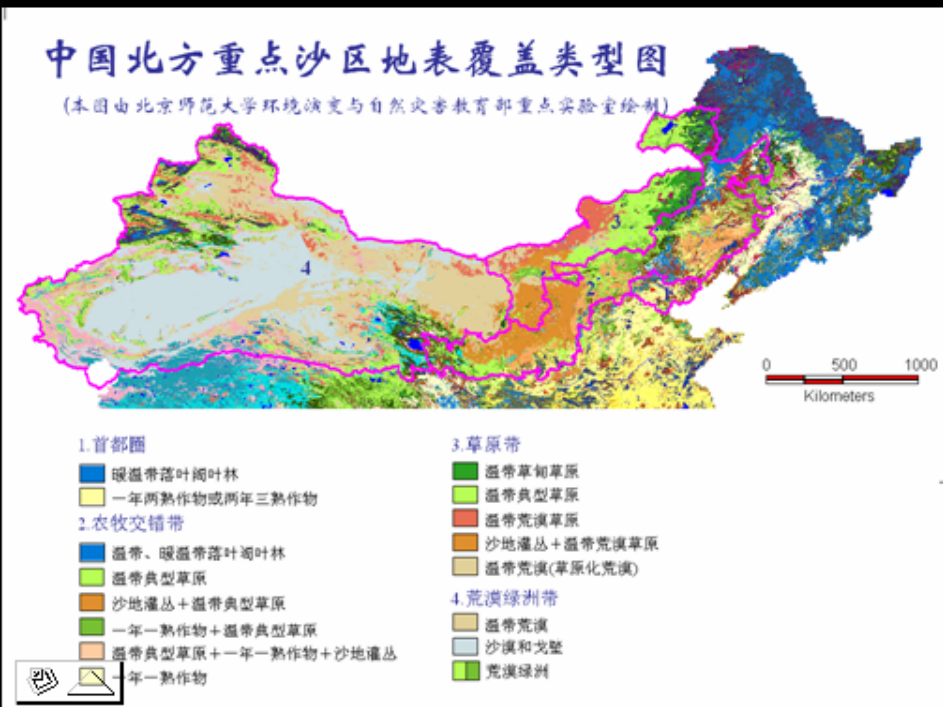 中国北方重点沙区地表覆盖类型图
(本图由北京师范大学环境演变与自然灾害教育部重点实验室绘制)
4
3
2
1
0 500 1000
Kilometers
1.首都圈
暖温带落叶阔叶林
一年两熟作物或两年三熟作物
2.农牧交错带
温带、暖温带落叶阔叶林
温带典型草原
沙地灌丛+温带典型草原
一年一熟作物+温带典型草原
温带典型草原+一年一熟作物+沙地灌丛
一年一熟作物
3.草原带
温带草甸草原
温带典型草原
温带荒漠草原
沙地灌丛+温带荒漠草原
温带荒漠(草原化荒漠)
4.荒漠绿洲带
温带荒漠
沙漠和戈壁
荒漠绿洲